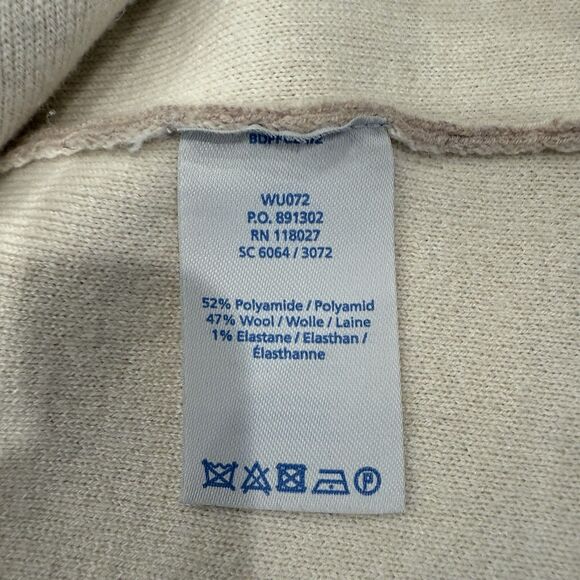 WU072
P.O. 891302
RN 118027
SC 6064 / 3072
52% Polyamide / Polyamid
47% Wool / Wolle / Laine
1% Elastane / Elasthan /
Élasthanne
P